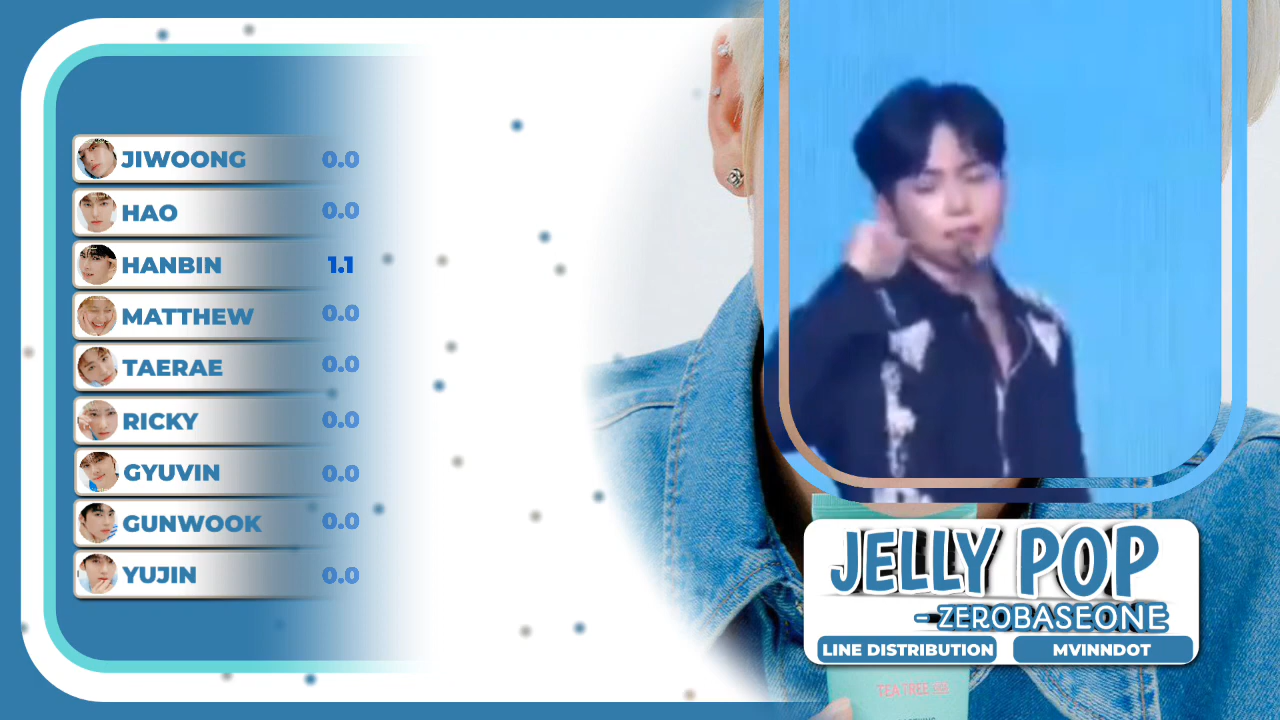 JIWOONG 0.0
HAO 0.0
HANBIN 1.1
MATTHEW 0.0
TAERAE 0.0
RICKY 0.0
GYUVIN 0.0
GUNWOOK 0.0
YUJIN 0.0
JELLY POP
- ZEROBASEONE
LINE DISTRIBUTION MVINNDOT
TEA TREE